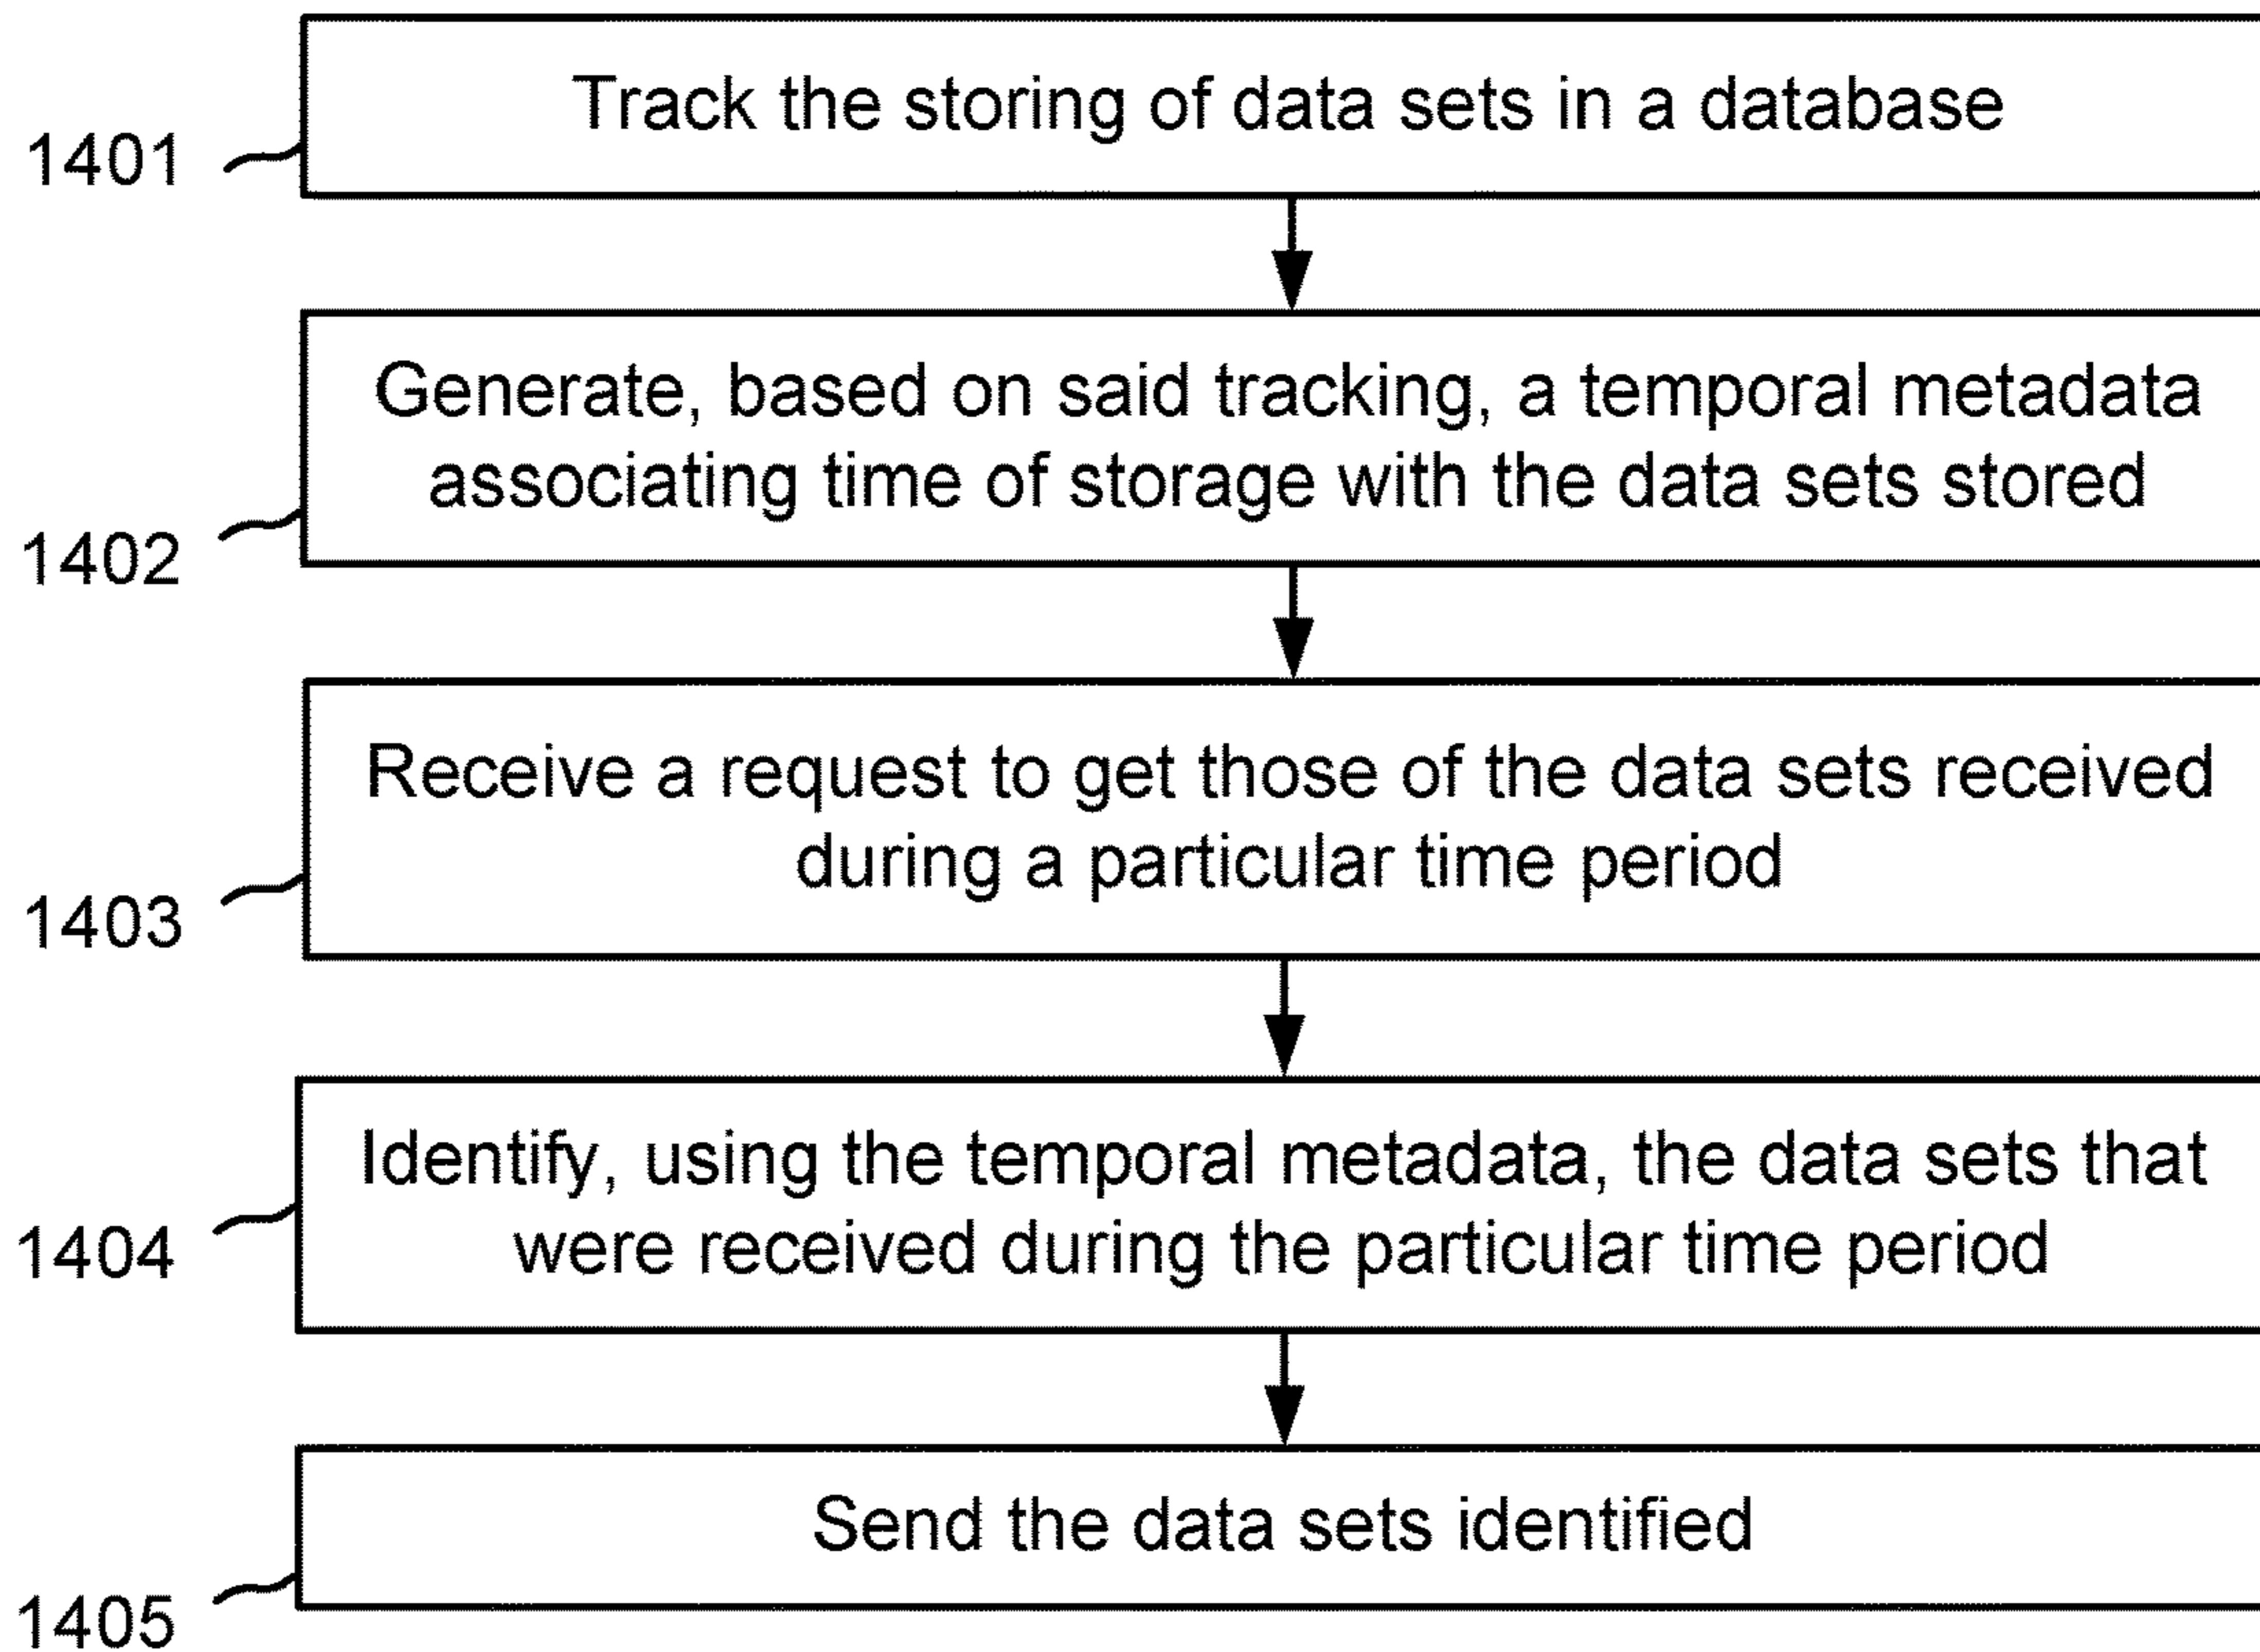 Track the storing of data sets in a database
1401
Generate, based on said tracking, a temporal metadata
associating time of storage with the data sets stored
1402
Receive a request to get those of the data sets received
during a particular time period
1403
Identify, using the temporal metadata, the data sets that
were received during the particular time period
1404
Send the data sets identified
1405